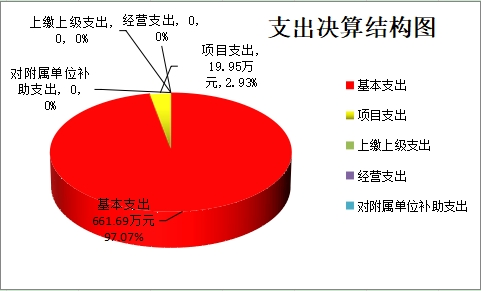 支出决算结构图
上缴上级支出,
0, 0%
经营支出, 0,
0%
项目支出,
19.95万
元, 2.93%
对附属单位补
助支出, 0,
0%
基本支出
661.69万元
97.07%
基本支出
项目支出
上缴上级支出
经营支出
对附属单位补助支出